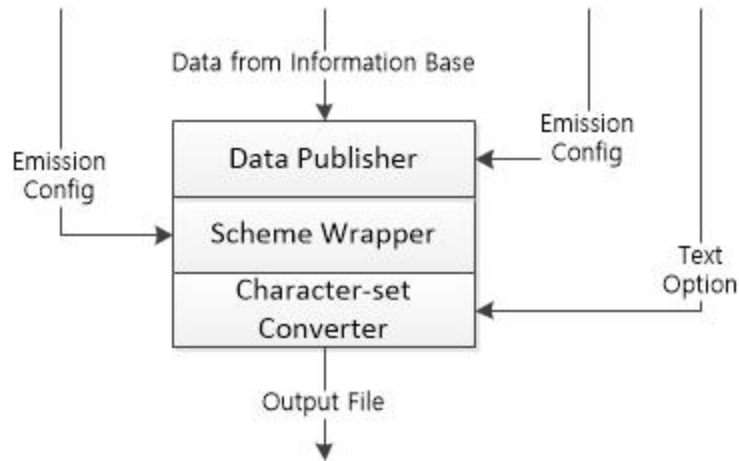 Data from Information Base
Emission
Config
Data Publisher
Emission
Config
Scheme Wrapper
Text
Option
Character-set
Converter
Output File